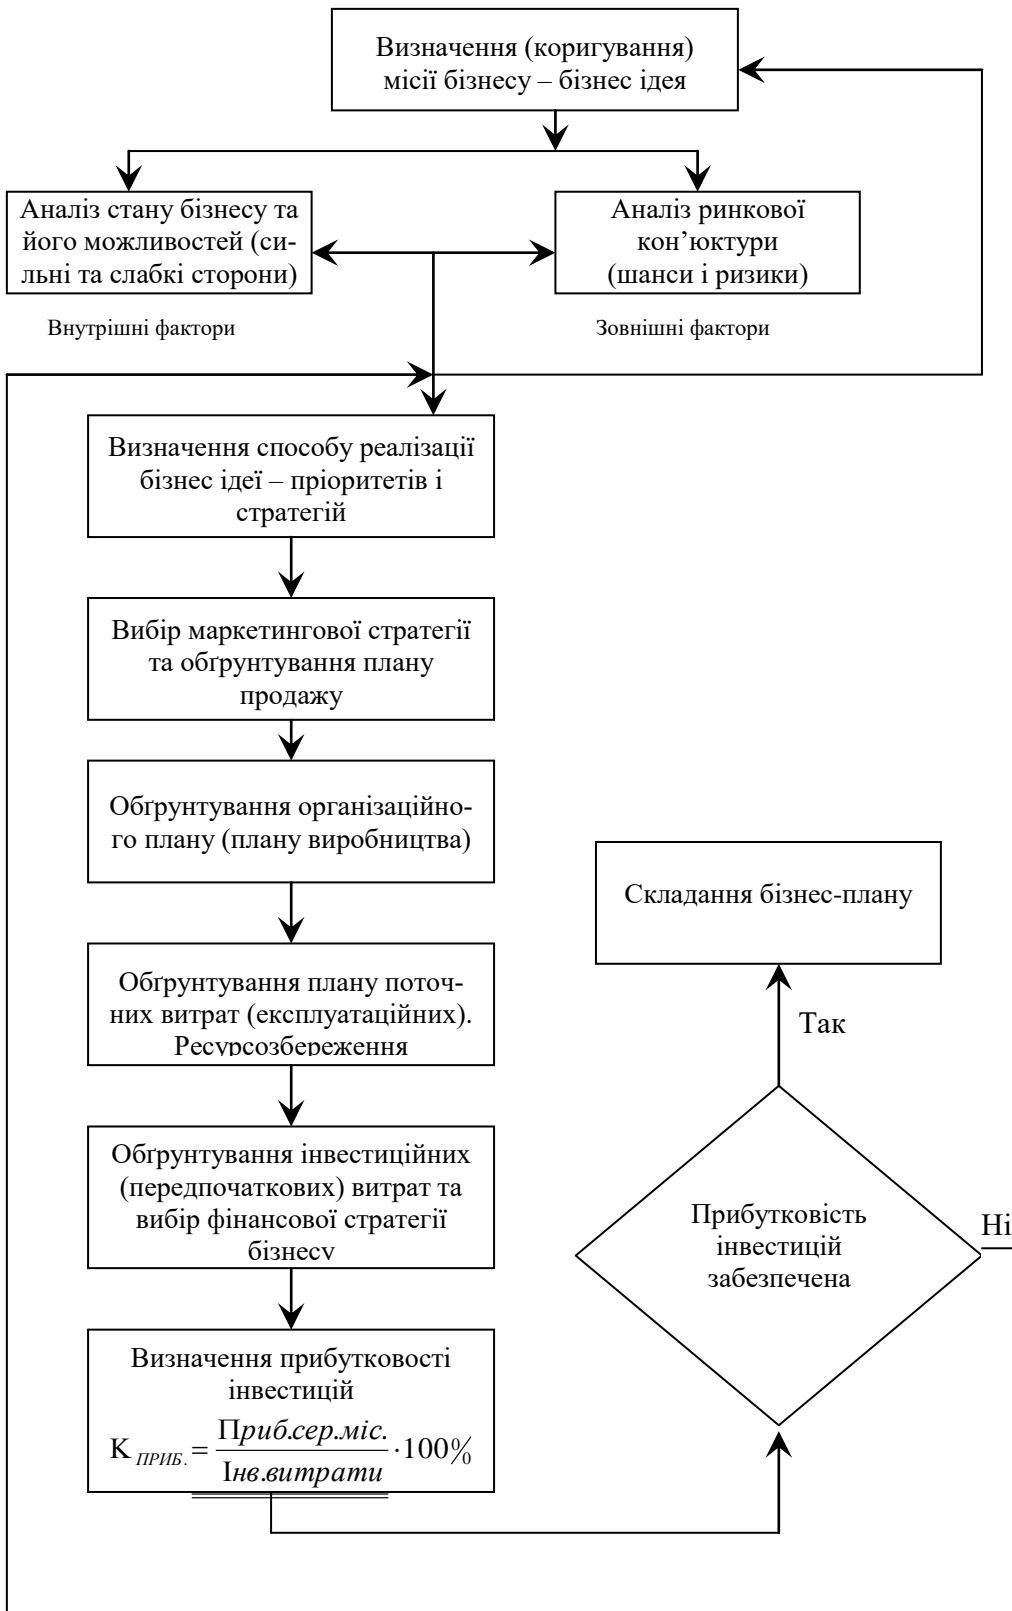 Визначення (коригування)
місії бізнесу – бізнес ідея
Аналіз стану бізнесу та
його можливостей (си-
льні та слабкі сторони)
Аналіз ринкової
кон’юктури
(шанси і ризики)
Внутрішні фактори
Зовнішні фактори
Визначення способу реалізації
бізнес ідеї – пріоритетів і
стратегій
Вибір маркетингової стратегії
та обґрунтування плану
продажу
Обґрунтування організаційно-
го плану (плану виробництва)
Складання бізнес-плану
Обґрунтування плану поточ-
них витрат (експлуатаційних).
Ресурсозбереження
Так
Обґрунтування інвестиційних
(передпочаткових) витрат та
вибір фінансової стратегії
бізнесу
Прибутковість
інвестицій
забезпечена
Ні
Визначення прибутковості
інвестицій
К ПРИБ. = Приб.сер.міс. / Інв.витрати · 100%